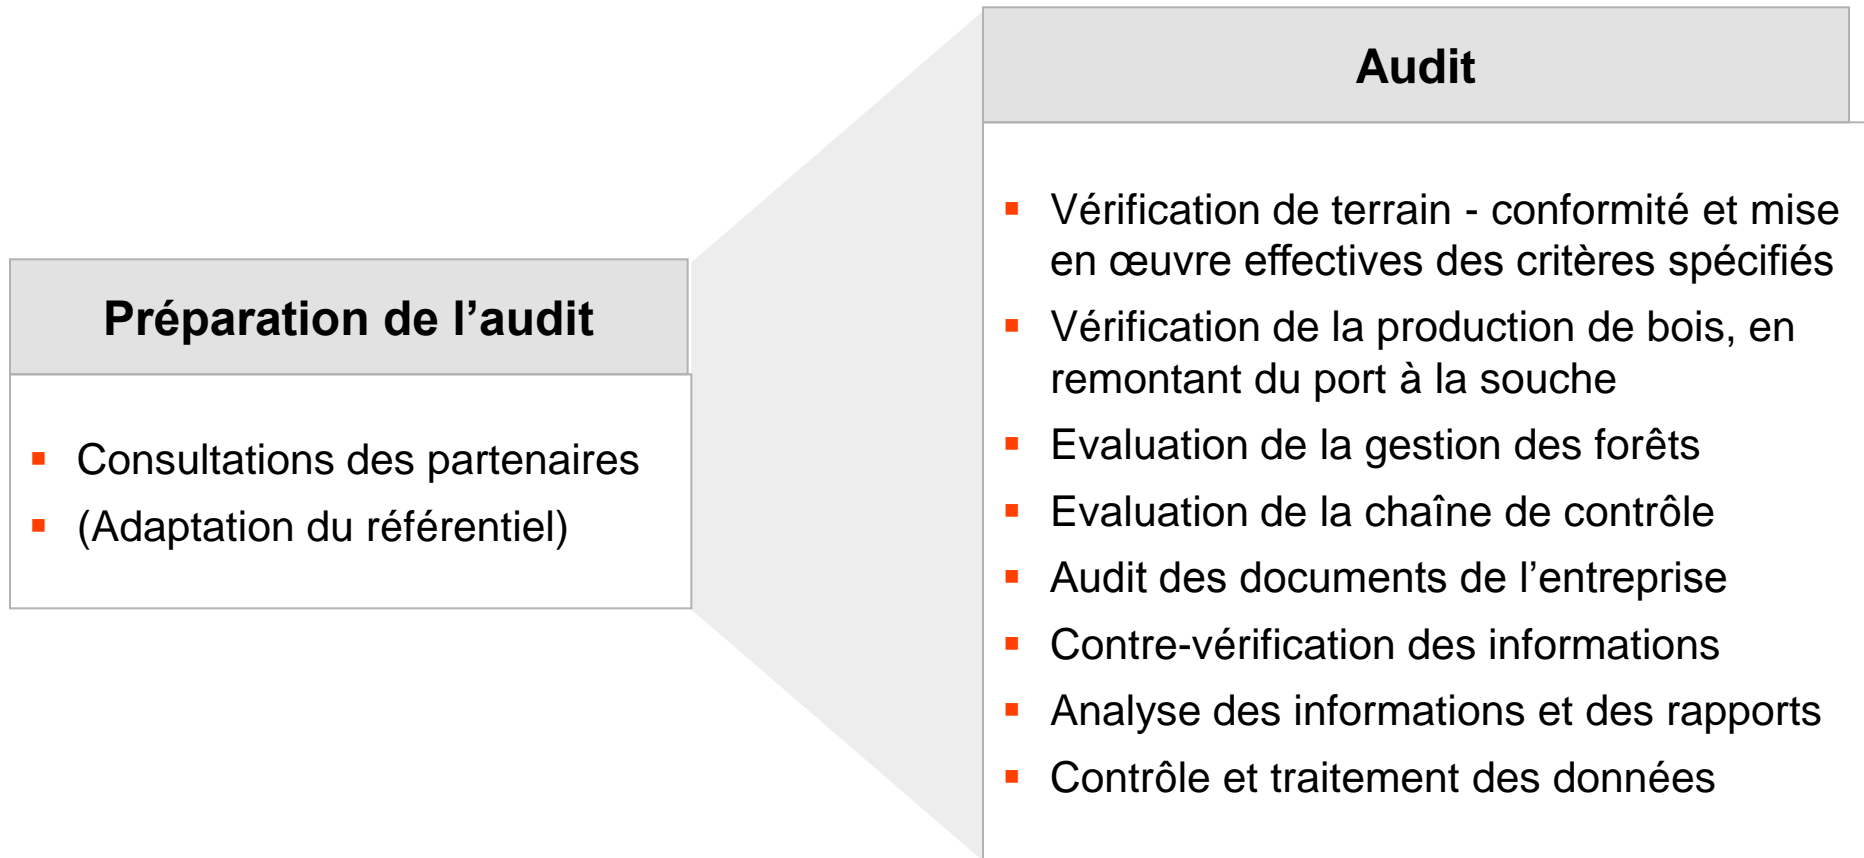 Préparation de l’audit
▪ Consultations des partenaires
▪ (Adaptation du référentiel)
Audit
▪ Vérification de terrain - conformité et mise
en œuvre effectives des critères spécifiés
▪ Vérification de la production de bois, en
remontant du port à la souche
▪ Evaluation de la gestion des forêts
▪ Evaluation de la chaîne de contrôle
▪ Audit des documents de l’entreprise
▪ Contre-vérification des informations
▪ Analyse des informations et des rapports
▪ Contrôle et traitement des données